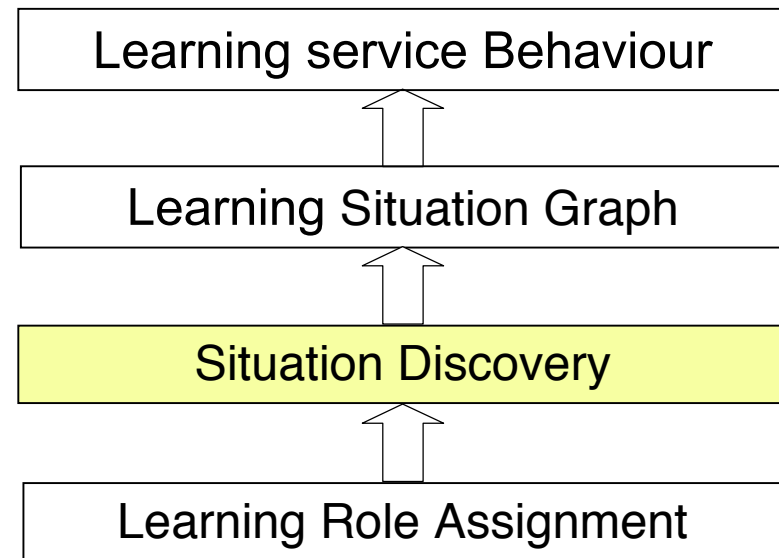 Learning service Behaviour
Learning Situation Graph
Situation Discovery
Learning Role Assignment